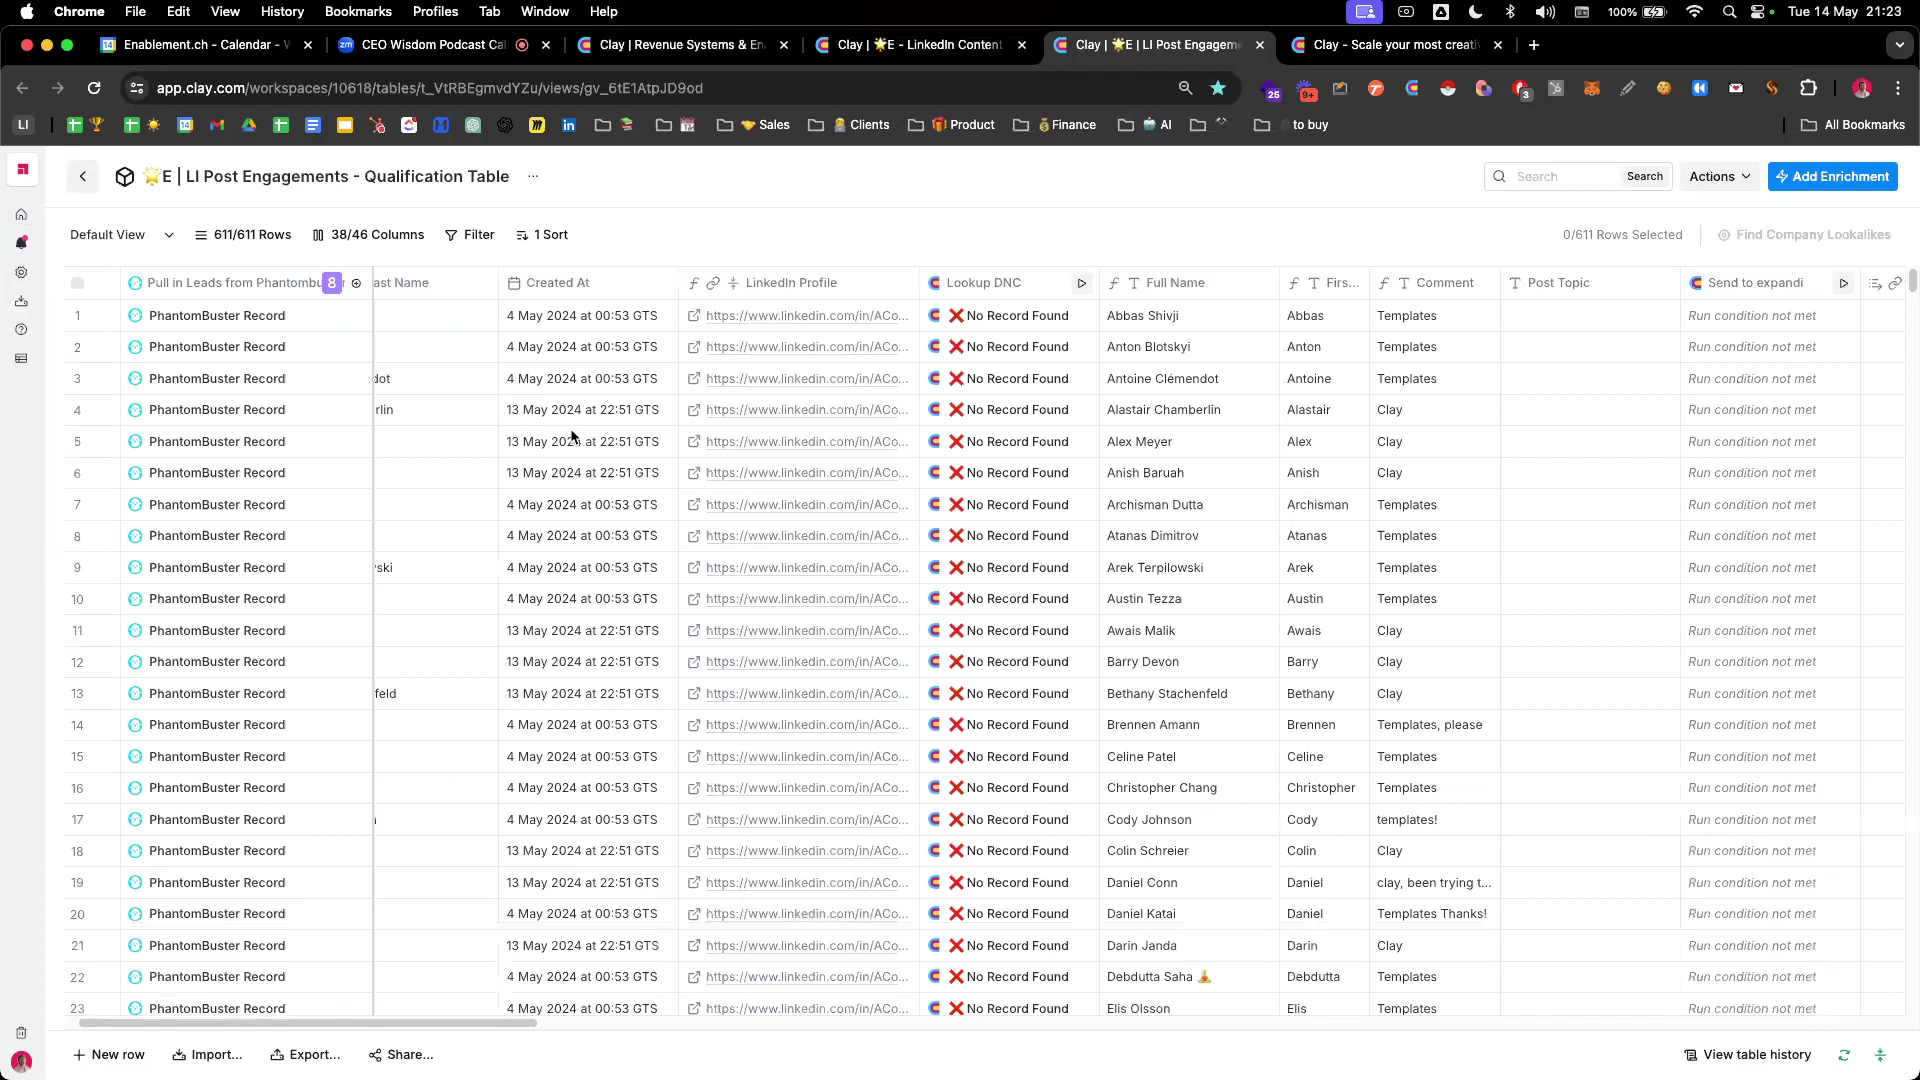 Chrome File Edit View History Bookmarks Profiles Tab Window Help 100% Tue 14 May 21:23
Enablement.ch - Calendar - W CEO Wisdom Podcast Cal Clay | Revenue Systems & En Clay | 🌟E - LinkedIn Content Clay | 🌟E | LI Post Engagem Clay - Scale your most creati
app.clay.com/workspaces/10618/tables/t_VtRBEgmvdYZu/views/gv_6tE1AtpJD9od 25 9+ 3
LI Sales Clients Product Finance AI to buy All Bookmarks
🌟E | LI Post Engagements - Qualification Table ... Search Search Actions Add Enrichment
Default View 611/611 Rows 38/46 Columns Filter 1 Sort 0/611 Rows Selected Find Company Lookalikes
Pull in Leads from Phantombu 8 ast Name Created At LinkedIn Profile Lookup DNC Full Name Firs... Comment Post Topic Send to expandi
1 PhantomBuster Record 4 May 2024 at 00:53 GTS https://www.linkedin.com/in/ACo... ❌ No Record Found Abbas Shivji Abbas Templates Run condition not met
2 PhantomBuster Record 4 May 2024 at 00:53 GTS https://www.linkedin.com/in/ACo... ❌ No Record Found Anton Blotskyi Anton Templates Run condition not met
3 PhantomBuster Record dot 4 May 2024 at 00:53 GTS https://www.linkedin.com/in/ACo... ❌ No Record Found Antoine Clémendot Antoine Templates Run condition not met
4 PhantomBuster Record rlin 13 May 2024 at 22:51 GTS https://www.linkedin.com/in/ACo... ❌ No Record Found Alastair Chamberlin Alastair Clay Run condition not met
5 PhantomBuster Record 13 May 2024 at 22:51 GTS https://www.linkedin.com/in/ACo... ❌ No Record Found Alex Meyer Alex Clay Run condition not met
6 PhantomBuster Record 13 May 2024 at 22:51 GTS https://www.linkedin.com/in/ACo... ❌ No Record Found Anish Baruah Anish Clay Run condition not met
7 PhantomBuster Record 4 May 2024 at 00:53 GTS https://www.linkedin.com/in/ACo... ❌ No Record Found Archisman Dutta Archisman Templates Run condition not met
8 PhantomBuster Record 4 May 2024 at 00:53 GTS https://www.linkedin.com/in/ACo... ❌ No Record Found Atanas Dimitrov Atanas Templates Run condition not met
9 PhantomBuster Record ski 4 May 2024 at 00:53 GTS https://www.linkedin.com/in/ACo... ❌ No Record Found Arek Terpilowski Arek Templates Run condition not met
10 PhantomBuster Record 4 May 2024 at 00:53 GTS https://www.linkedin.com/in/ACo... ❌ No Record Found Austin Tezza Austin Templates Run condition not met
11 PhantomBuster Record 13 May 2024 at 22:51 GTS https://www.linkedin.com/in/ACo... ❌ No Record Found Awais Malik Awais Clay Run condition not met
12 PhantomBuster Record 13 May 2024 at 22:51 GTS https://www.linkedin.com/in/ACo... ❌ No Record Found Barry Devon Barry Clay Run condition not met
13 PhantomBuster Record feld 13 May 2024 at 22:51 GTS https://www.linkedin.com/in/ACo... ❌ No Record Found Bethany Stachenfeld Bethany Clay Run condition not met
14 PhantomBuster Record 4 May 2024 at 00:53 GTS https://www.linkedin.com/in/ACo... ❌ No Record Found Brennen Amann Brennen Templates, please Run condition not met
15 PhantomBuster Record 4 May 2024 at 00:53 GTS https://www.linkedin.com/in/ACo... ❌ No Record Found Celine Patel Celine Templates Run condition not met
16 PhantomBuster Record 4 May 2024 at 00:53 GTS https://www.linkedin.com/in/ACo... ❌ No Record Found Christopher Chang Christopher Templates Run condition not met
17 PhantomBuster Record 4 May 2024 at 00:53 GTS https://www.linkedin.com/in/ACo... ❌ No Record Found Cody Johnson Cody templates! Run condition not met
18 PhantomBuster Record 13 May 2024 at 22:51 GTS https://www.linkedin.com/in/ACo... ❌ No Record Found Colin Schreier Colin Clay Run condition not met
19 PhantomBuster Record 13 May 2024 at 22:51 GTS https://www.linkedin.com/in/ACo... ❌ No Record Found Daniel Conn Daniel clay, been trying t... Run condition not met
20 PhantomBuster Record 4 May 2024 at 00:53 GTS https://www.linkedin.com/in/ACo... ❌ No Record Found Daniel Katai Daniel Templates Thanks! Run condition not met
21 PhantomBuster Record 13 May 2024 at 22:51 GTS https://www.linkedin.com/in/ACo... ❌ No Record Found Darin Janda Darin Clay Run condition not met
22 PhantomBuster Record 4 May 2024 at 00:53 GTS https://www.linkedin.com/in/ACo... ❌ No Record Found Debdutta Saha Debdutta Templates Run condition not met
23 PhantomBuster Record 4 May 2024 at 00:53 GTS https://www.linkedin.com/in/ACo... ❌ No Record Found Elis Olsson Elis Templates Run condition not met
New row Import... Export... Share... View table history